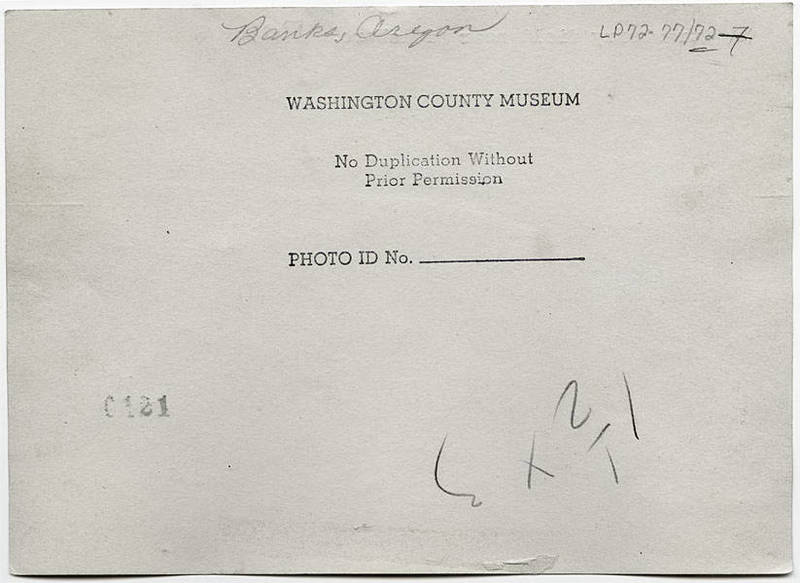 Banks, Oregon
LP72-77/72-7
WASHINGTON COUNTY MUSEUM
No Duplication Without
Prior Permission
PHOTO ID No.
0121